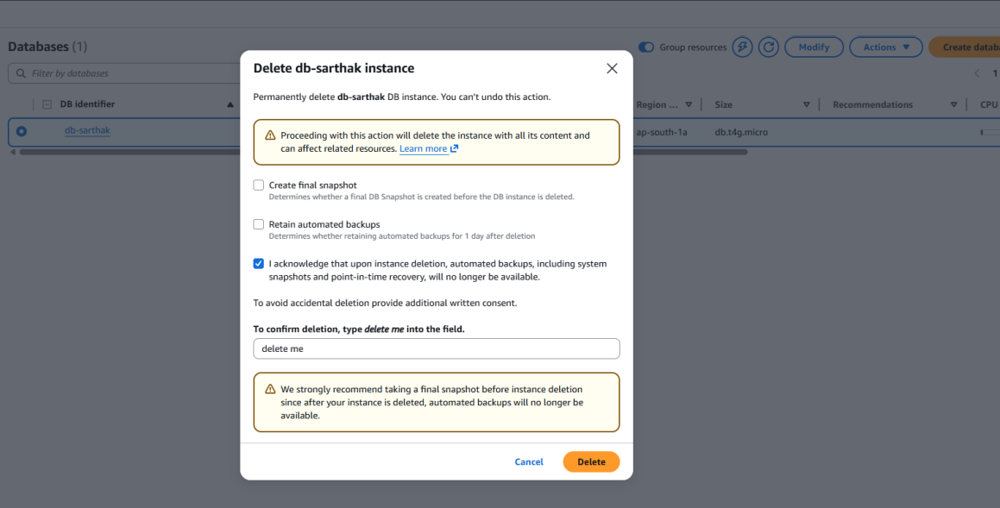 Databases (1)
Group resources
Modify
Actions
Create datab
Filter by databases
1
DB identifier
Region ...
Size
Recommendations
CPU
db-sarthak
ap-south-1a
db.t4g.micro
Delete db-sarthak instance
Permanently delete db-sarthak DB instance. You can't undo this action.
Proceeding with this action will delete the instance with all its content and
can affect related resources. Learn more
Create final snapshot
Determines whether a final DB Snapshot is created before the DB instance is deleted.
Retain automated backups
Determines whether retaining automated backups for 1 day after deletion
I acknowledge that upon instance deletion, automated backups, including system
snapshots and point-in-time recovery, will no longer be available.
To avoid accidental deletion provide additional written consent.
To confirm deletion, type delete me into the field.
delete me
We strongly recommend taking a final snapshot before instance deletion
since after your instance is deleted, automated backups will no longer be
available.
Cancel
Delete